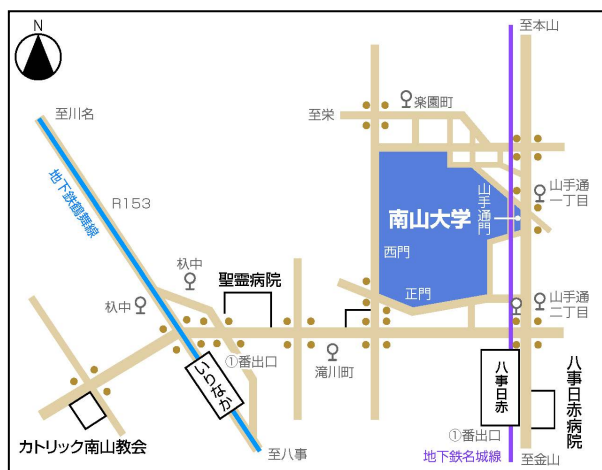 N
至本山
至川名
至栄
楽園町
地下鉄鶴舞線
R153
山手通門
山手通
一丁目
南山大学
西門
正門
杁中
杁中
聖霊病院
山手通
二丁目
①番出口
滝川町
いりなか
八事日赤
八事日赤病院
カトリック南山教会
至八事
①番出口
地下鉄名城線
至金山